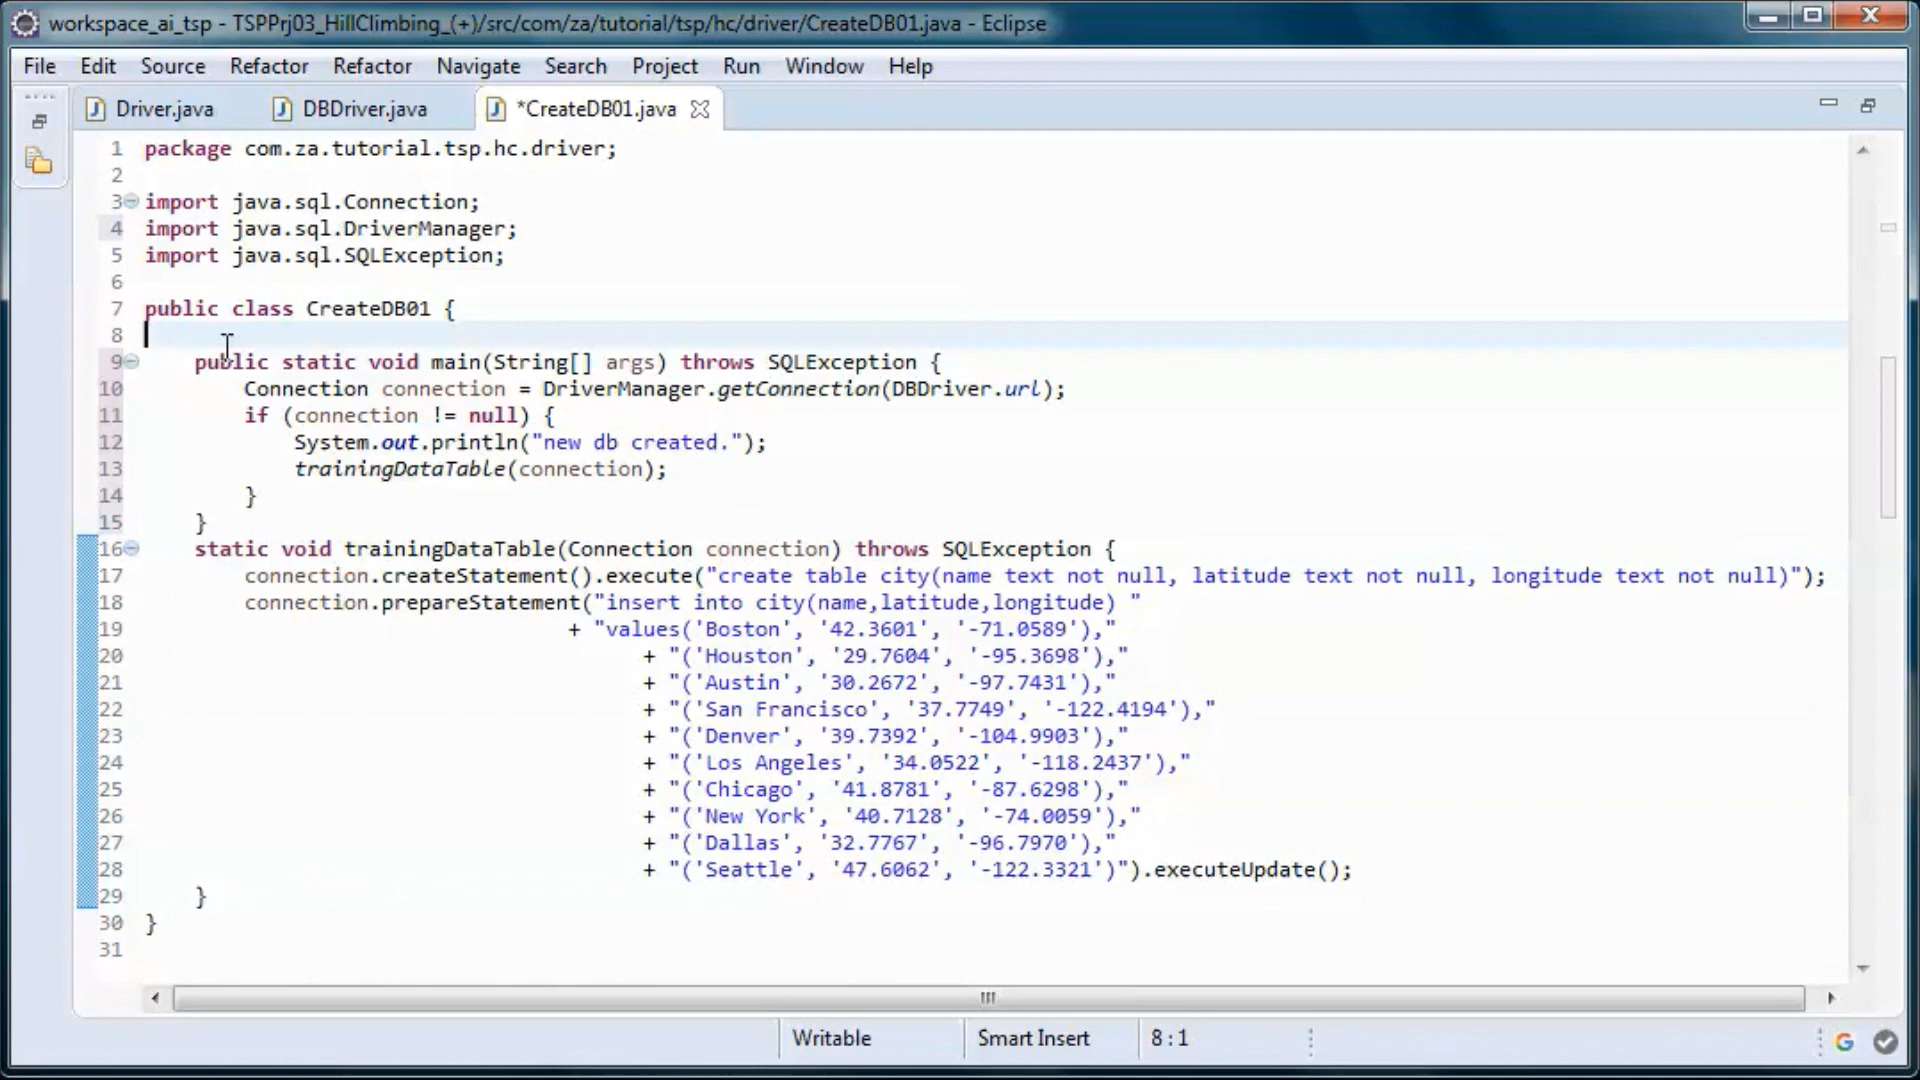 workspace_ai_tsp - TSPPrj03_HillClimbing_(+)/src/com/za/tutorial/tsp/hc/driver/CreateDB01.java - Eclipse
File Edit Source Refactor Refactor Navigate Search Project Run Window Help
Driver.java DBDriver.java *CreateDB01.java
1 package com.za.tutorial.tsp.hc.driver;
2
3 import java.sql.Connection;
4 import java.sql.DriverManager;
5 import java.sql.SQLException;
6
7 public class CreateDB01 {
8
9 public static void main(String[] args) throws SQLException {
10 Connection connection = DriverManager.getConnection(DBDriver.url);
11 if (connection != null) {
12 System.out.println("new db created.");
13 trainingDataTable(connection);
14 }
15 }
16 static void trainingDataTable(Connection connection) throws SQLException {
17 connection.createStatement().execute("create table city(name text not null, latitude text not null, longitude text not null)");
18 connection.prepareStatement("insert into city(name,latitude,longitude) "
19 + "values('Boston', '42.3601', '-71.0589'),"
20 + "('Houston', '29.7604', '-95.3698'),"
21 + "('Austin', '30.2672', '-97.7431'),"
22 + "('San Francisco', '37.7749', '-122.4194'),"
23 + "('Denver', '39.7392', '-104.9903'),"
24 + "('Los Angeles', '34.0522', '-118.2437'),"
25 + "('Chicago', '41.8781', '-87.6298'),"
26 + "('New York', '40.7128', '-74.0059'),"
27 + "('Dallas', '32.7767', '-96.7970'),"
28 + "('Seattle', '47.6062', '-122.3321')").executeUpdate();
29 }
30 }
31
Writable Smart Insert 8 : 1